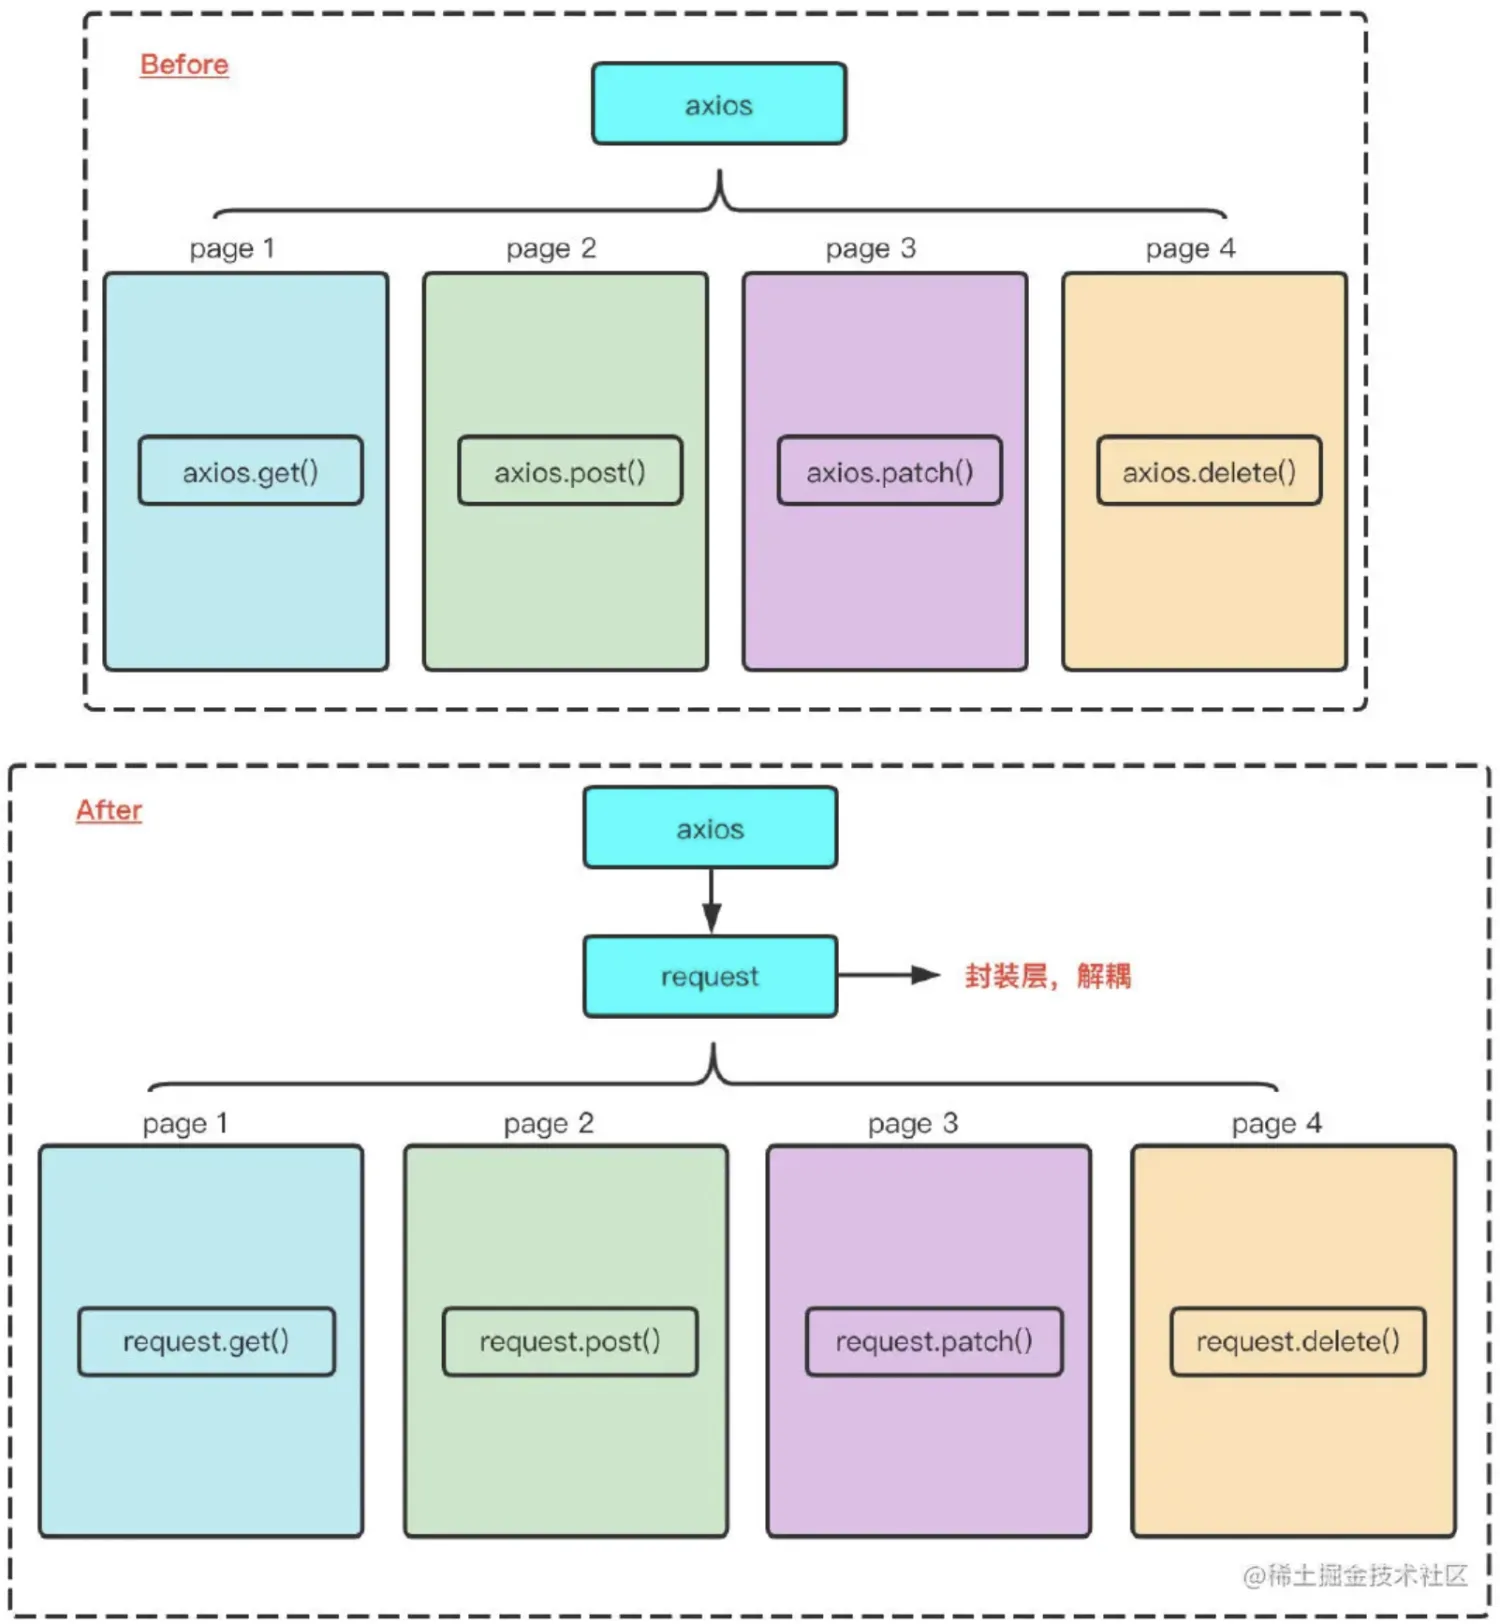 Before
axios
page 1
page 2
page 3
page 4
axios.get()
axios.post()
axios.patch()
axios.delete()
After
axios
request
封装层，解耦
page 1
page 2
page 3
page 4
request.get()
request.post()
request.patch()
request.delete()
@稀土掘金技术社区